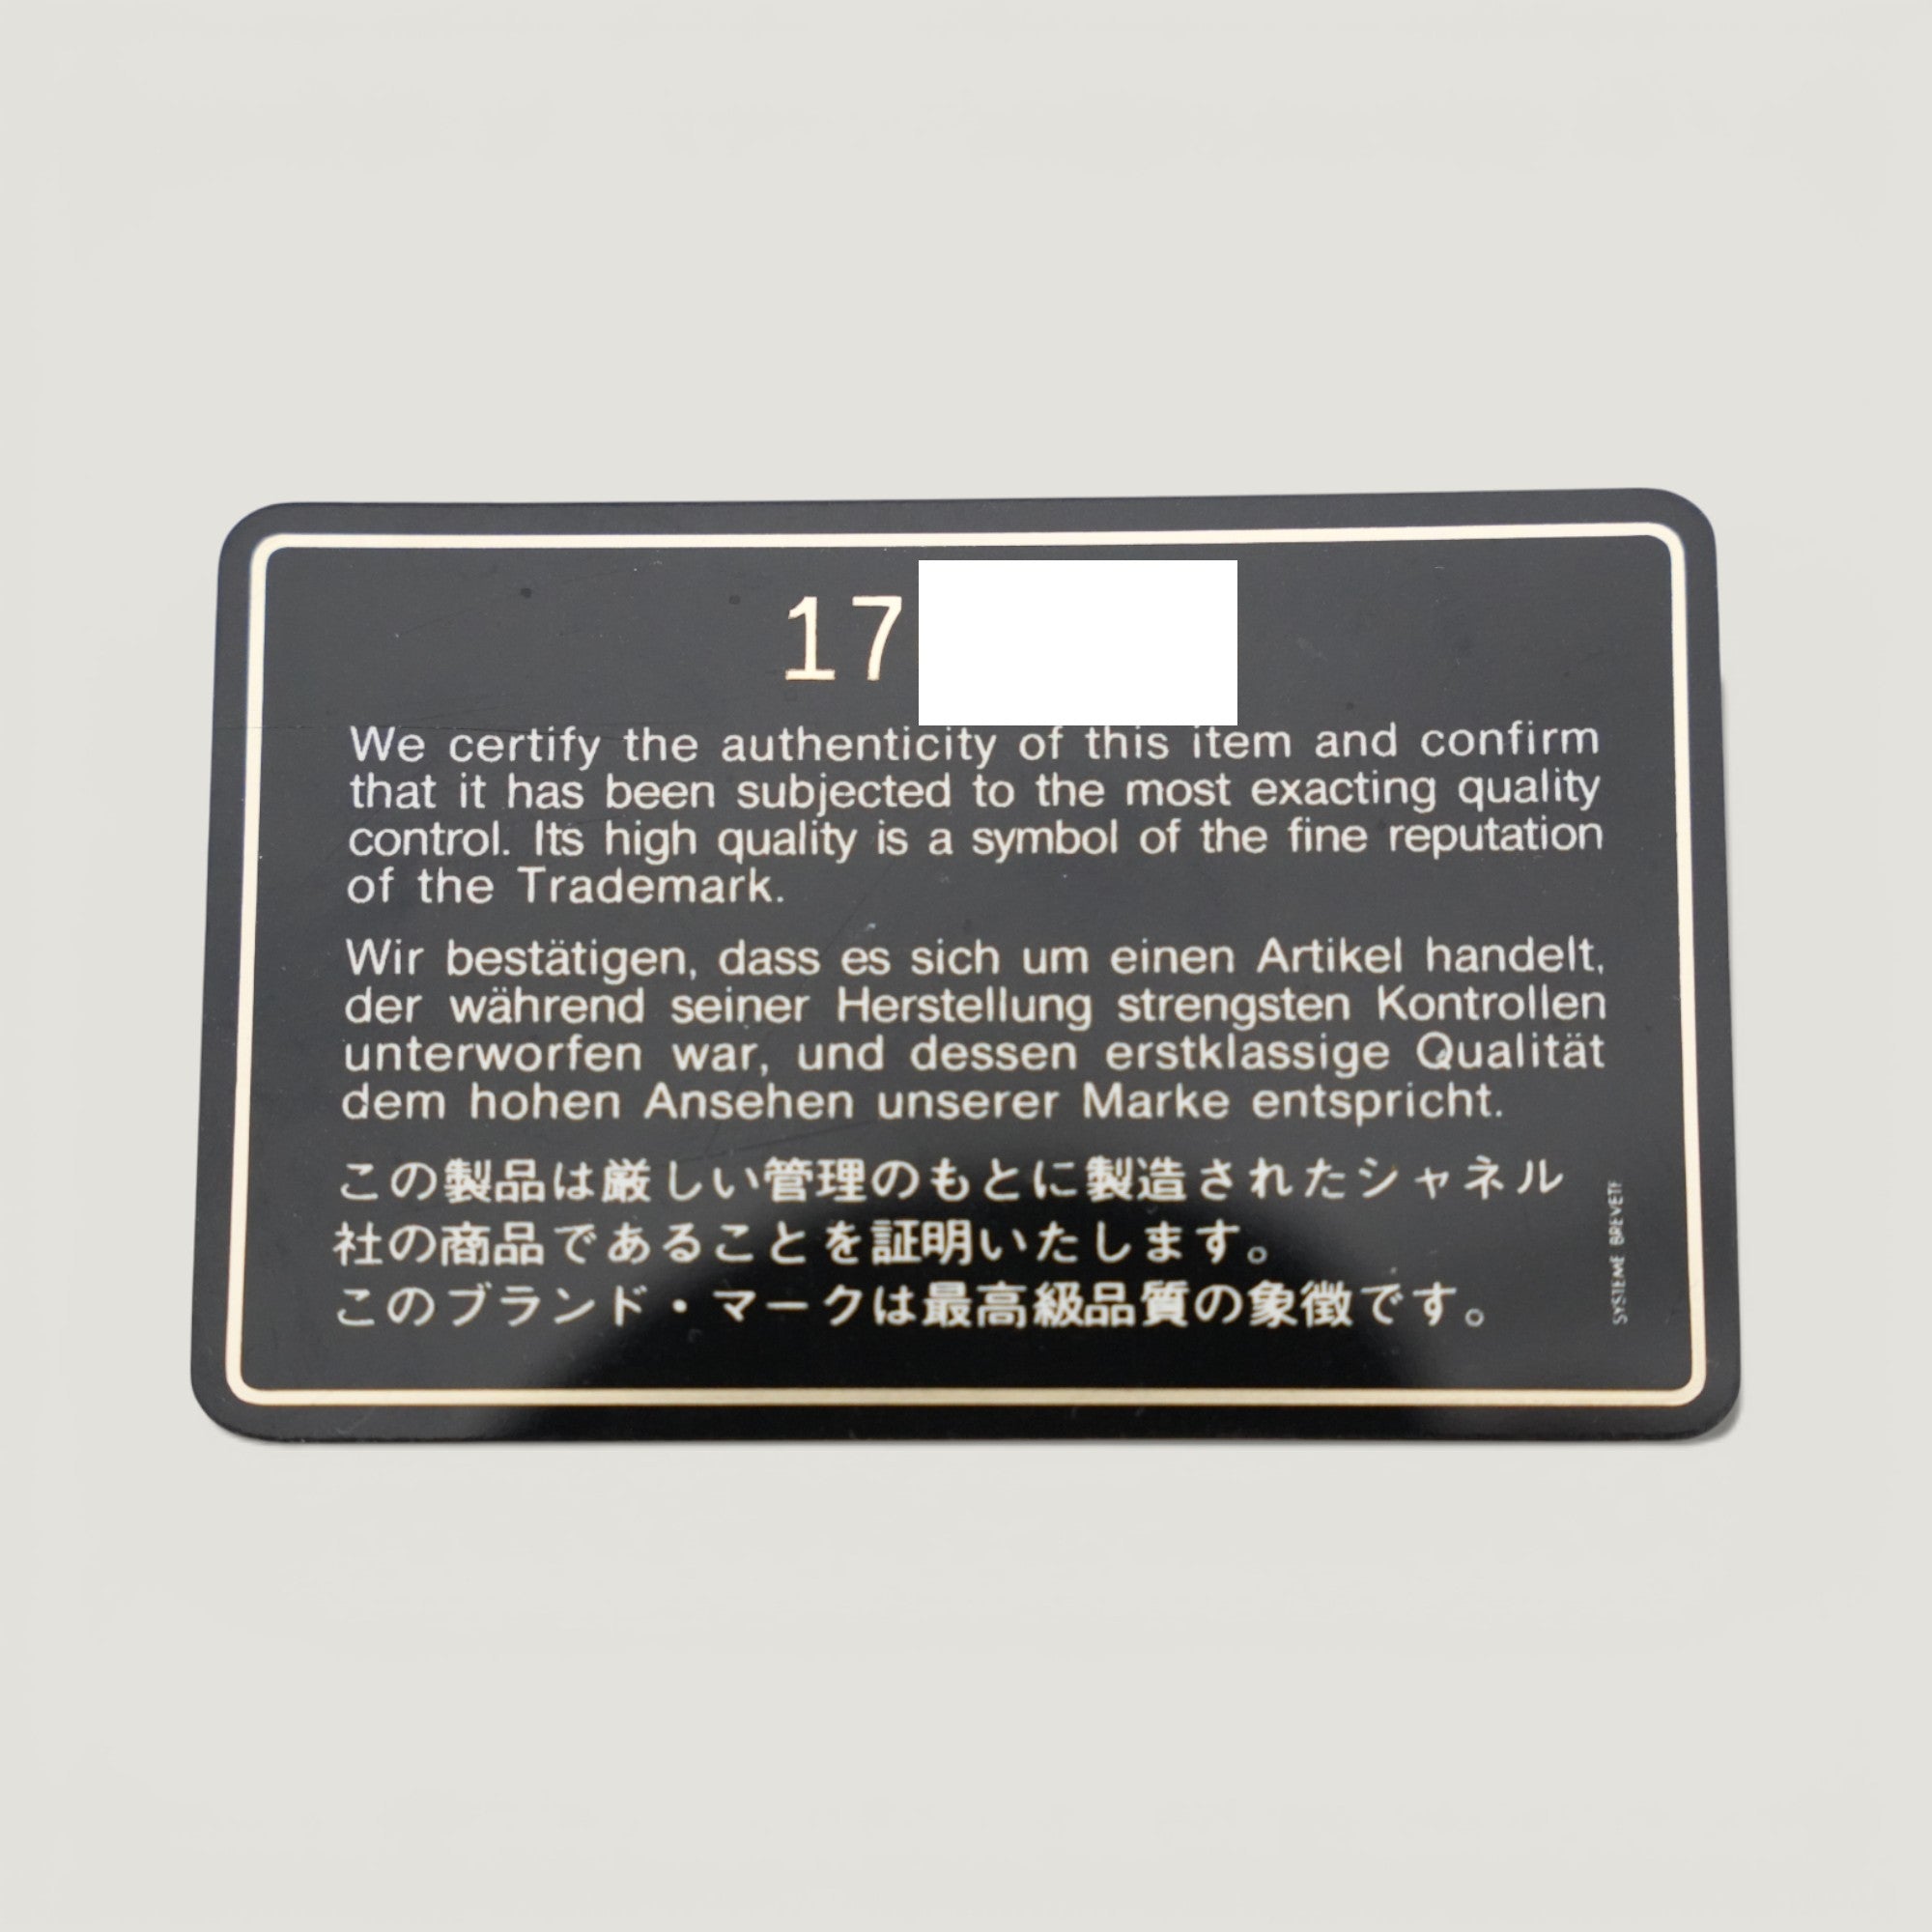 17
We certify the authenticity of this item and confirm
that it has been subjected to the most exacting quality
control. Its high quality is a symbol of the fine reputation
of the Trademark.
Wir bestätigen, dass es sich um einen Artikel handelt,
der während seiner Herstellung strengsten Kontrollen
unterworfen war, und dessen erstklassige Qualität
dem hohen Ansehen unserer Marke entspricht.
この製品は厳しい管理のもとに製造されたシャネル
社の商品であることを証明いたします。
このブランド・マークは最高級品質の象徴です。
SYSTEME BREVETE